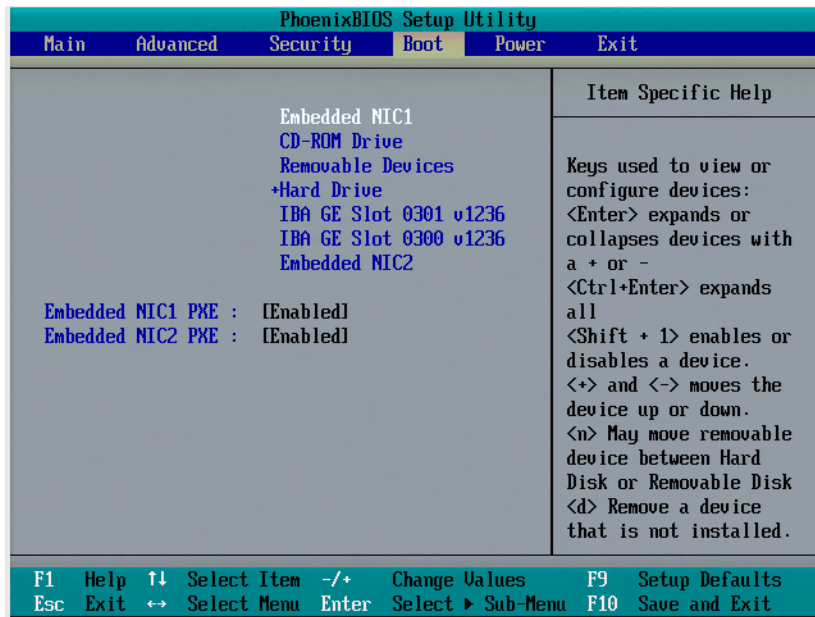 PhoenixBIOS Setup Utility
Main Advanced Security Boot Power Exit
Item Specific Help
Embedded NIC1
CD-ROM Drive
Removable Devices
+Hard Drive
IBA GE Slot 0301 v1236
IBA GE Slot 0300 v1236
Embedded NIC2
Embedded NIC1 PXE : [Enabled]
Embedded NIC2 PXE : [Enabled]
Keys used to view or
configure devices:
<Enter> expands or
collapses devices with
a + or -
<Ctrl+Enter> expands
all
<Shift + 1> enables or
disables a device.
<+> and <-> moves the
device up or down.
<n> May move removable
device between Hard
Disk or Removable Disk
<d> Remove a device
that is not installed.
F1 Help ↑↓ Select Item -/+ Change Values F9 Setup Defaults
Esc Exit ↔ Select Menu Enter Select ▶ Sub-Menu F10 Save and Exit